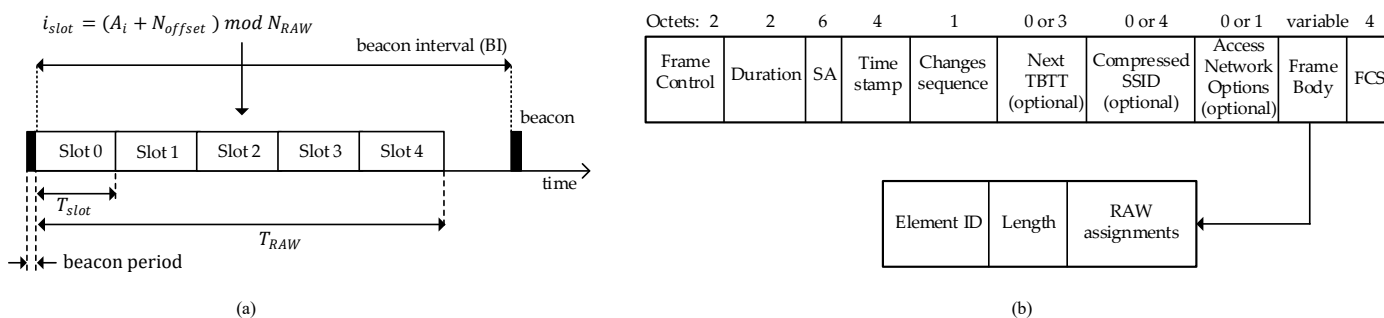 i_slot = (A_i + N_offset ) mod N_RAW
beacon interval (BI)
beacon
Slot 0 Slot 1 Slot 2 Slot 3 Slot 4
time
T_slot
T_RAW
beacon period
(a)
Octets: 2 2 6 4 1 0 or 3 0 or 4 0 or 1 variable 4
Frame
Control
Duration
SA
Time
stamp
Changes
sequence
Next
TBTT
(optional)
Compressed
SSID
(optional)
Access
Network
Options
(optional)
Frame
Body
FCS
Element ID
Length
RAW
assignments
(b)